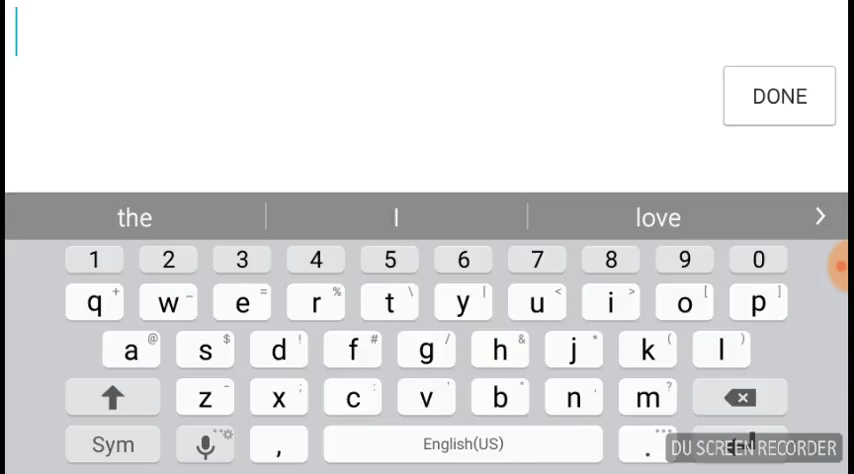 DONE
the I love >
1 2 3 4 5 6 7 8 9 0
q + w _ e = r % t \ y | u < i > o [ p ]
a @ s $ d ! f # g / h & j * k ( l )
z - x ; c : v ' b " n , m ?
Sym , English(US) .
DU SCREEN RECORDER